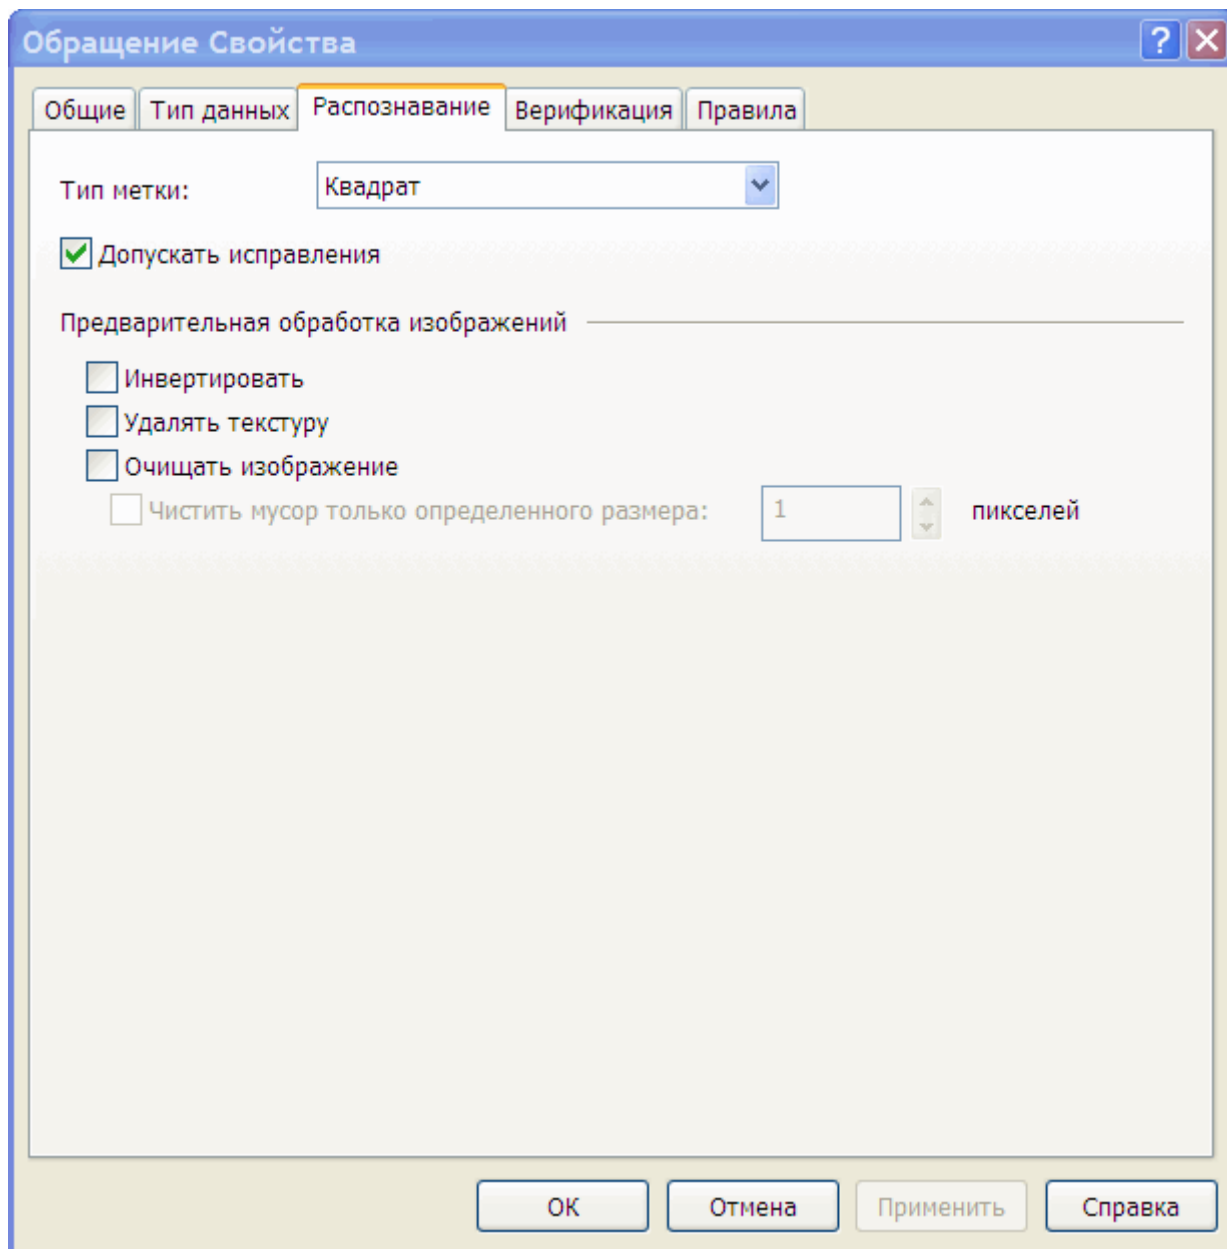 Обращение Свойства
Общие Тип данных Распознавание Верификация Правила
Тип метки: Квадрат
Допускать исправления
Предварительная обработка изображений
Инвертировать
Удалять текстуру
Очищать изображение
Чистить мусор только определенного размера: 1 пикселей
ОК Отмена Применить Справка